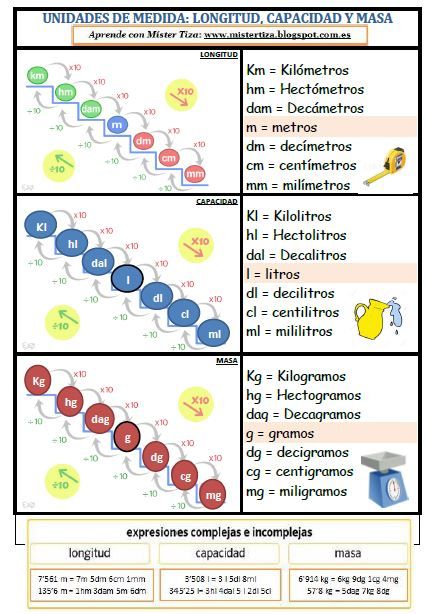 UNIDADES DE MEDIDA: LONGITUD, CAPACIDAD Y MASA
Aprende con Míster Tiza: www.mistertiza.blogspot.com.es
LONGITUD
km
hm
dam
m
dm
cm
mm
x10
x10
x10
x10
x10
x10
÷10
÷10
÷10
÷10
÷10
÷10
X10
÷10
Km = Kilómetros
hm = Hectómetros
dam = Decámetros
m = metros
dm = decímetros
cm = centímetros
mm = milímetros
CAPACIDAD
Kl
hl
dal
l
dl
cl
ml
x10
x10
x10
x10
x10
x10
÷10
÷10
÷10
÷10
÷10
÷10
X10
÷10
Kl = Kilolitros
hl = Hectolitros
dal = Decalitros
l = litros
dl = decilitros
cl = centilitros
ml = mililitros
MASA
Kg
hg
dag
g
dg
cg
mg
x10
x10
x10
x10
x10
x10
÷10
÷10
÷10
÷10
÷10
÷10
X10
÷10
Kg = Kilogramos
hg = Hectogramos
dag = Decagramos
g = gramos
dg = decigramos
cg = centigramos
mg = miligramos
expresiones complejas e incomplejas
longitud
capacidad
masa
7'561 m = 7m 5dm 6cm 1mm
135'6 m = 1hm 3dam 5m 6dm
3'508 l = 3 l 5dl 8ml
345'25 l= 3hl 4dal 5 l 2dl 5cl
6'914 kg = 6kg 9dg 1cg 4mg
57'8 kg = 5dag 7kg 8dg